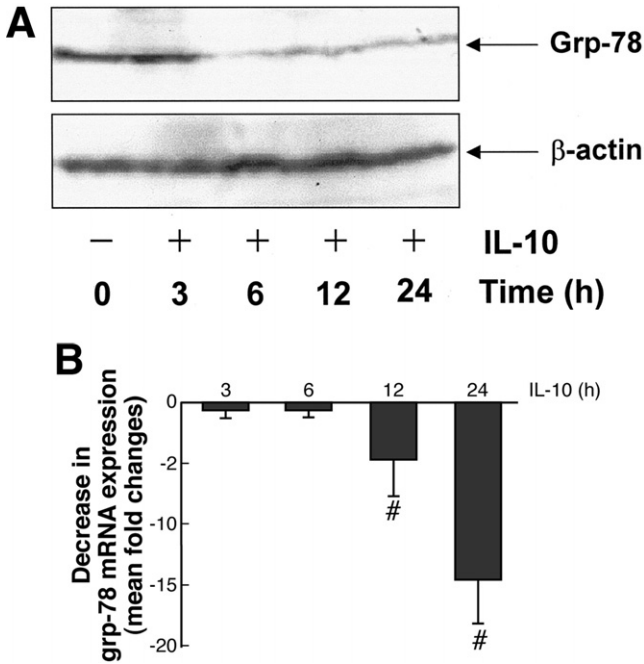 A
Grp-78
β-actin
− + + + + IL-10
0 3 6 12 24 Time (h)
B
3 6 12 24 IL-10 (h)
0
-2
-10
-15
-20
Decrease in
grp-78 mRNA expression
(mean fold changes)
#
#